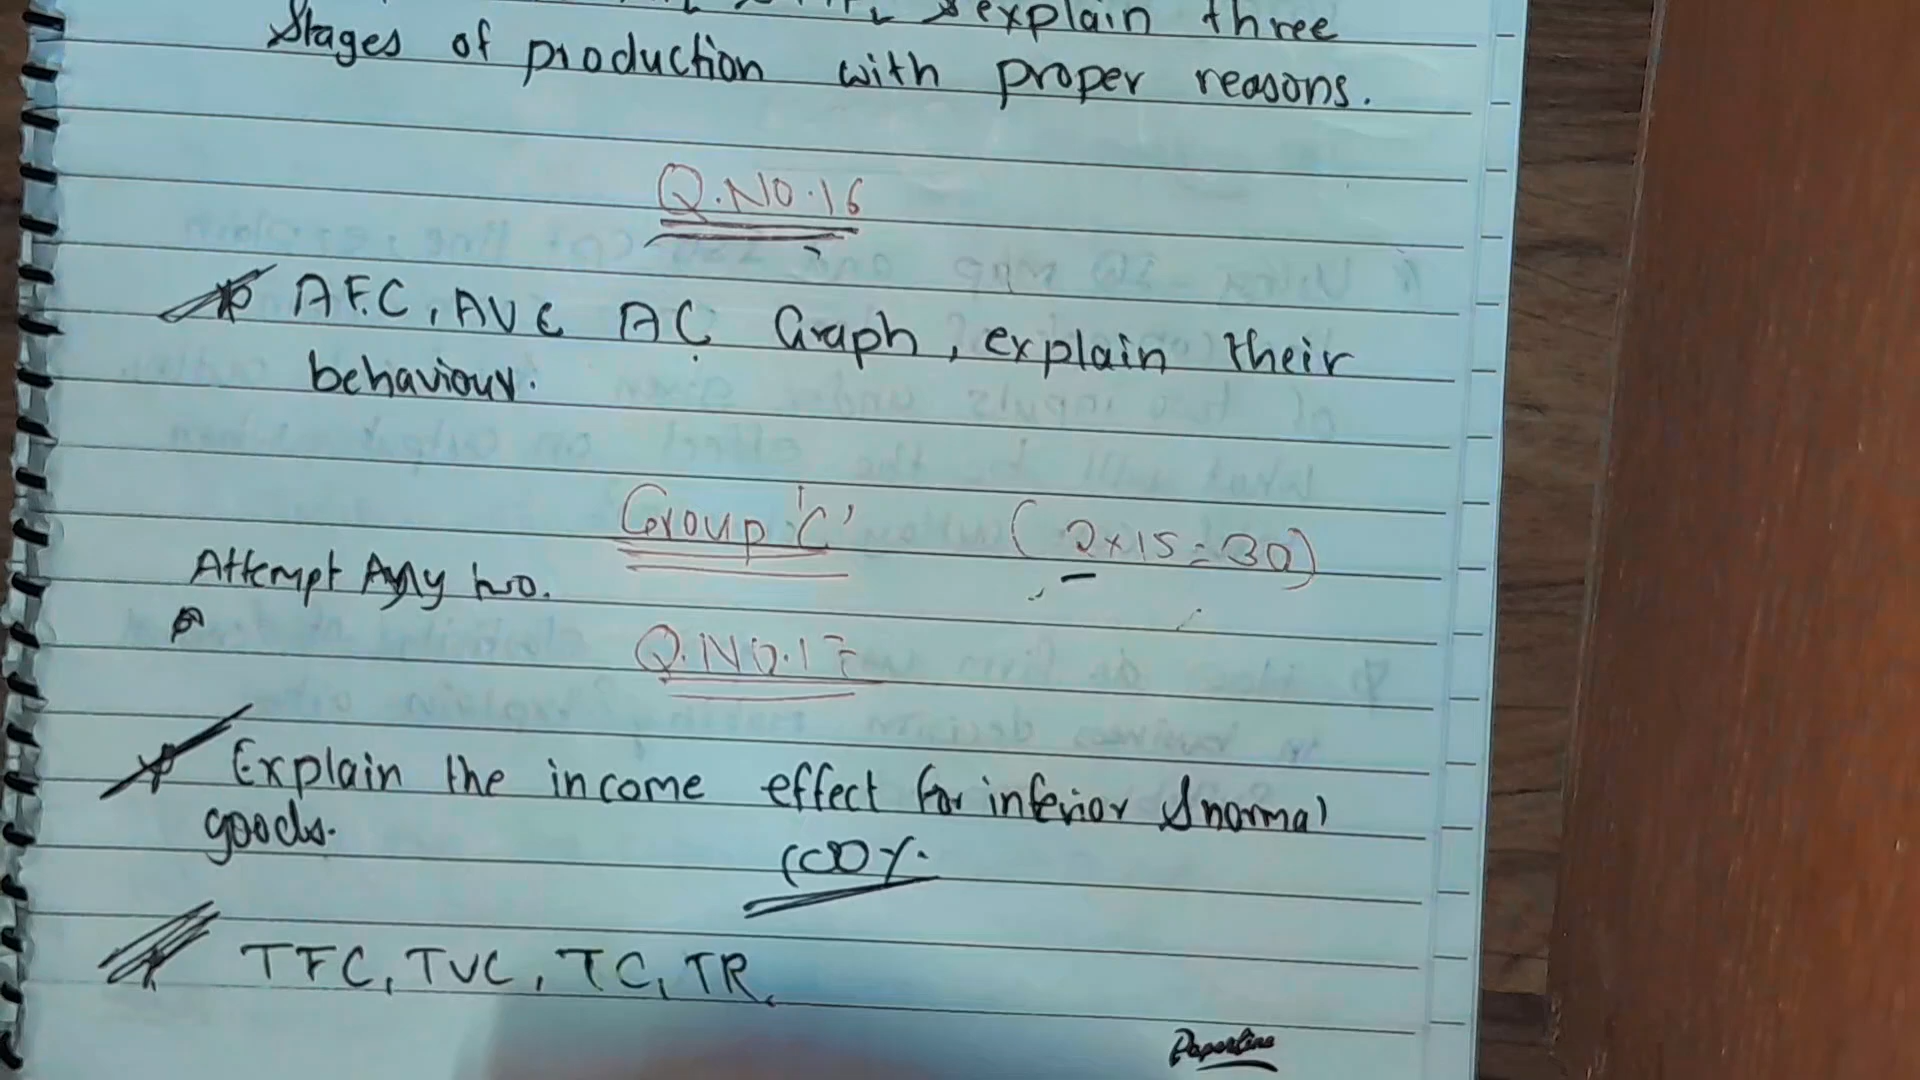 explain three
Stages of production with proper reasons.
Q.NO.16
AFC, AVC AC Graph, explain their
behaviour.
Group 'C' (2x15=30)
Attempt Any two.
Q.NO.17
Explain the income effect for inferior & normal
goods.
100%.
TFC, TVC, TC, TR.
Paperline